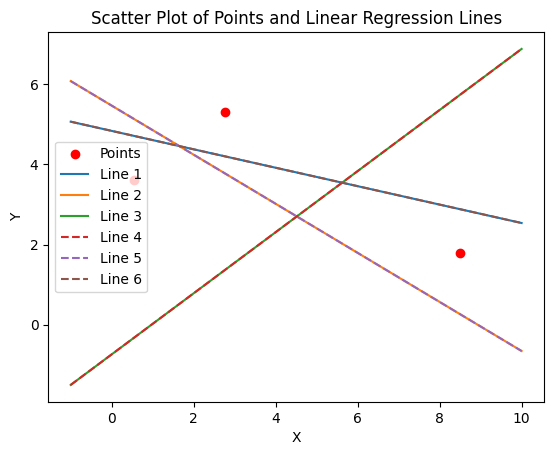 Scatter Plot of Points and Linear Regression Lines
6
4
2
0
Y
Points
Line 1
Line 2
Line 3
Line 4
Line 5
Line 6
0 2 4 6 8 10
X